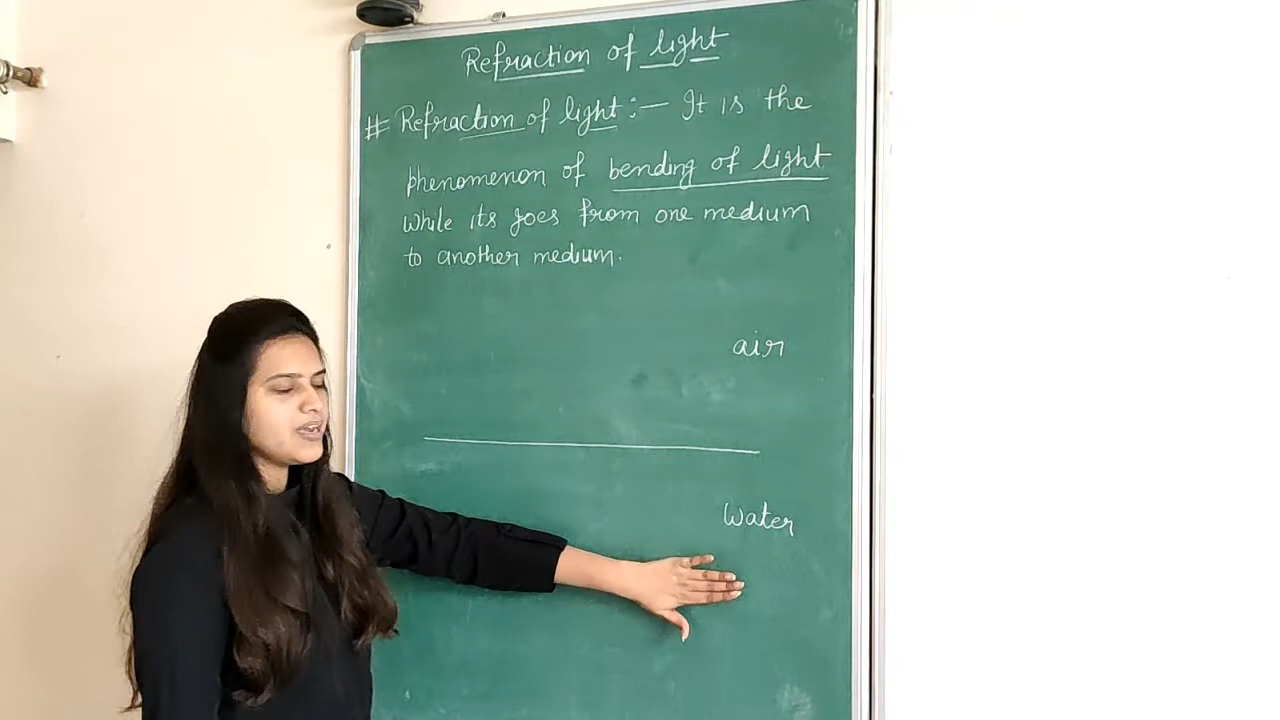 Refraction of light
# Refraction of light :— It is the
phenomenon of bending of light
while its goes from one medium
to another medium.
air
Water